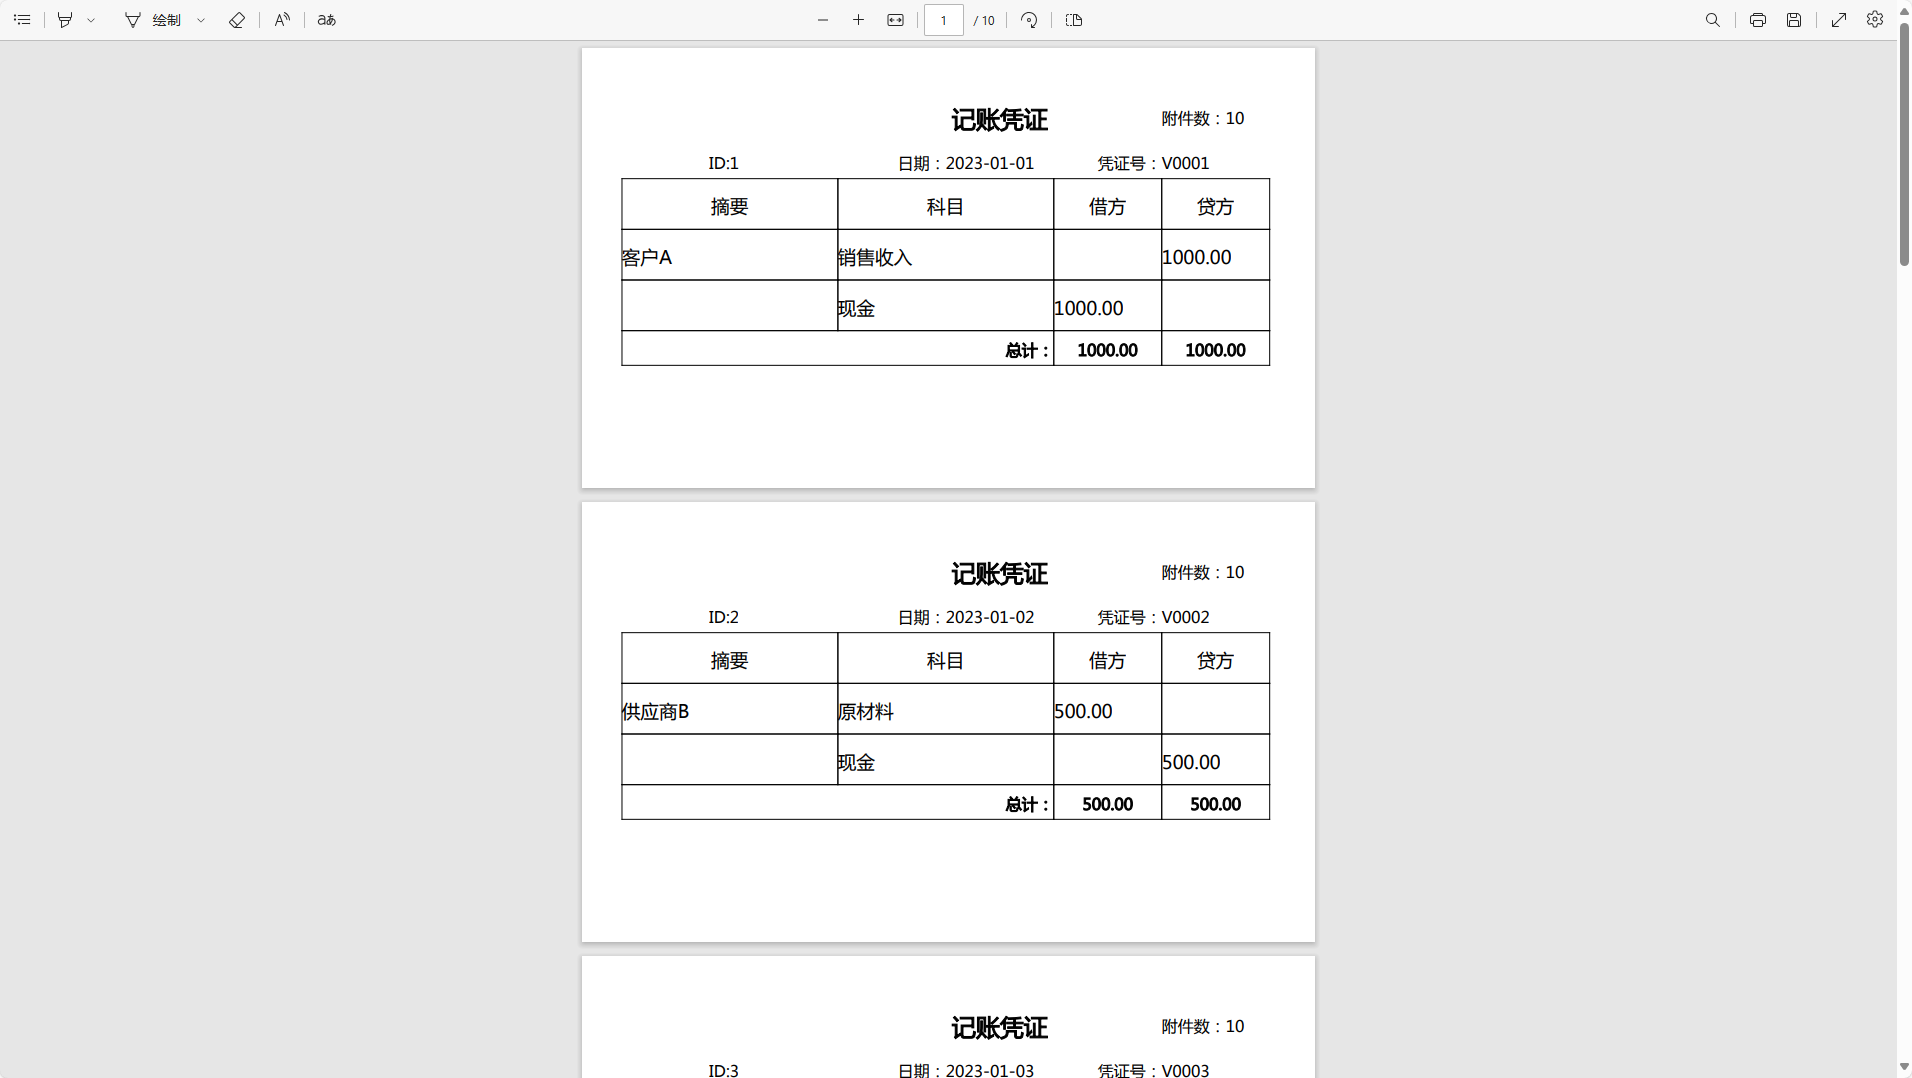 绘制
aあ
1 / 10
记账凭证 附件数：10
ID:1 日期：2023-01-01 凭证号：V0001
摘要 科目 借方 贷方
客户A 销售收入 1000.00
现金 1000.00
总计： 1000.00 1000.00
记账凭证 附件数：10
ID:2 日期：2023-01-02 凭证号：V0002
摘要 科目 借方 贷方
供应商B 原材料 500.00
现金 500.00
总计： 500.00 500.00
记账凭证 附件数：10
ID:3 日期：2023-01-03 凭证号：V0003